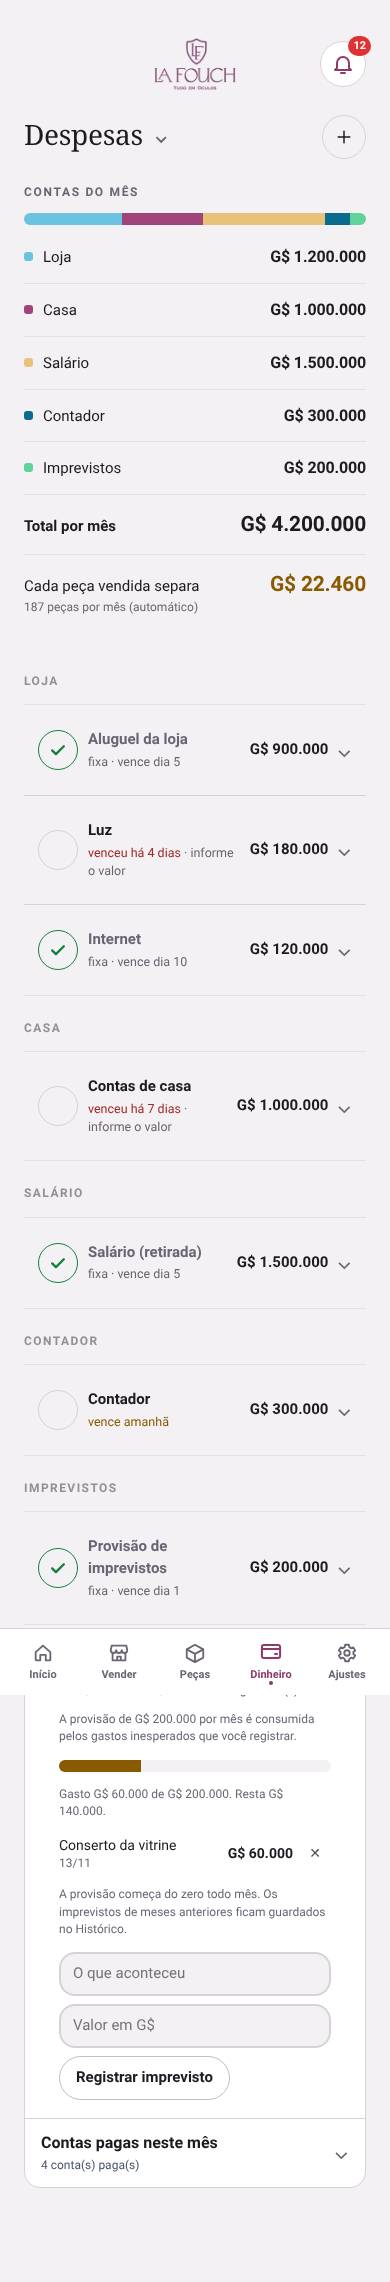 LA FOUCH
Tudo em Óculos
12
Despesas
CONTAS DO MÊS
Loja G$ 1.200.000
Casa G$ 1.000.000
Salário G$ 1.500.000
Contador G$ 300.000
Imprevistos G$ 200.000
Total por mês G$ 4.200.000
Cada peça vendida separa G$ 22.460
187 peças por mês (automático)
LOJA
Aluguel da loja G$ 900.000
fixa · vence dia 5
Luz G$ 180.000
venceu há 4 dias · informe
o valor
Internet G$ 120.000
fixa · vence dia 10
CASA
Contas de casa G$ 1.000.000
venceu há 7 dias ·
informe o valor
SALÁRIO
Salário (retirada) G$ 1.500.000
fixa · vence dia 5
CONTADOR
Contador G$ 300.000
vence amanhã
IMPREVISTOS
Provisão de
imprevistos G$ 200.000
fixa · vence dia 1
Início Vender Peças Dinheiro Ajustes
A provisão de G$ 200.000 por mês é consumida
pelos gastos inesperados que você registrar.
Gasto G$ 60.000 de G$ 200.000. Resta G$
140.000.
Conserto da vitrine G$ 60.000 ×
13/11
A provisão começa do zero todo mês. Os
imprevistos de meses anteriores ficam guardados
no Histórico.
O que aconteceu
Valor em G$
Registrar imprevisto
Contas pagas neste mês
4 conta(s) paga(s)